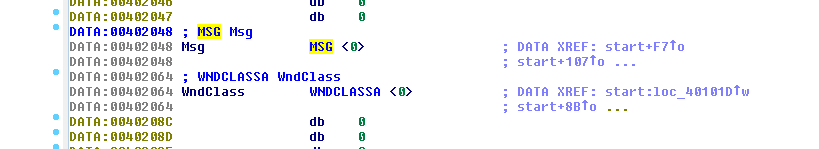 DATA:00402046 db 0
DATA:00402047 db 0
DATA:00402048 ; MSG Msg
DATA:00402048 Msg MSG <0> ; DATA XREF: start+F7↑o
DATA:00402048 ; start+107↑o ...
DATA:00402064 ; WNDCLASSA WndClass
DATA:00402064 WndClass WNDCLASSA <0> ; DATA XREF: start:loc_40101D↑w
DATA:00402064 ; start+8B↑o ...
DATA:0040208C db 0
DATA:0040208D db 0